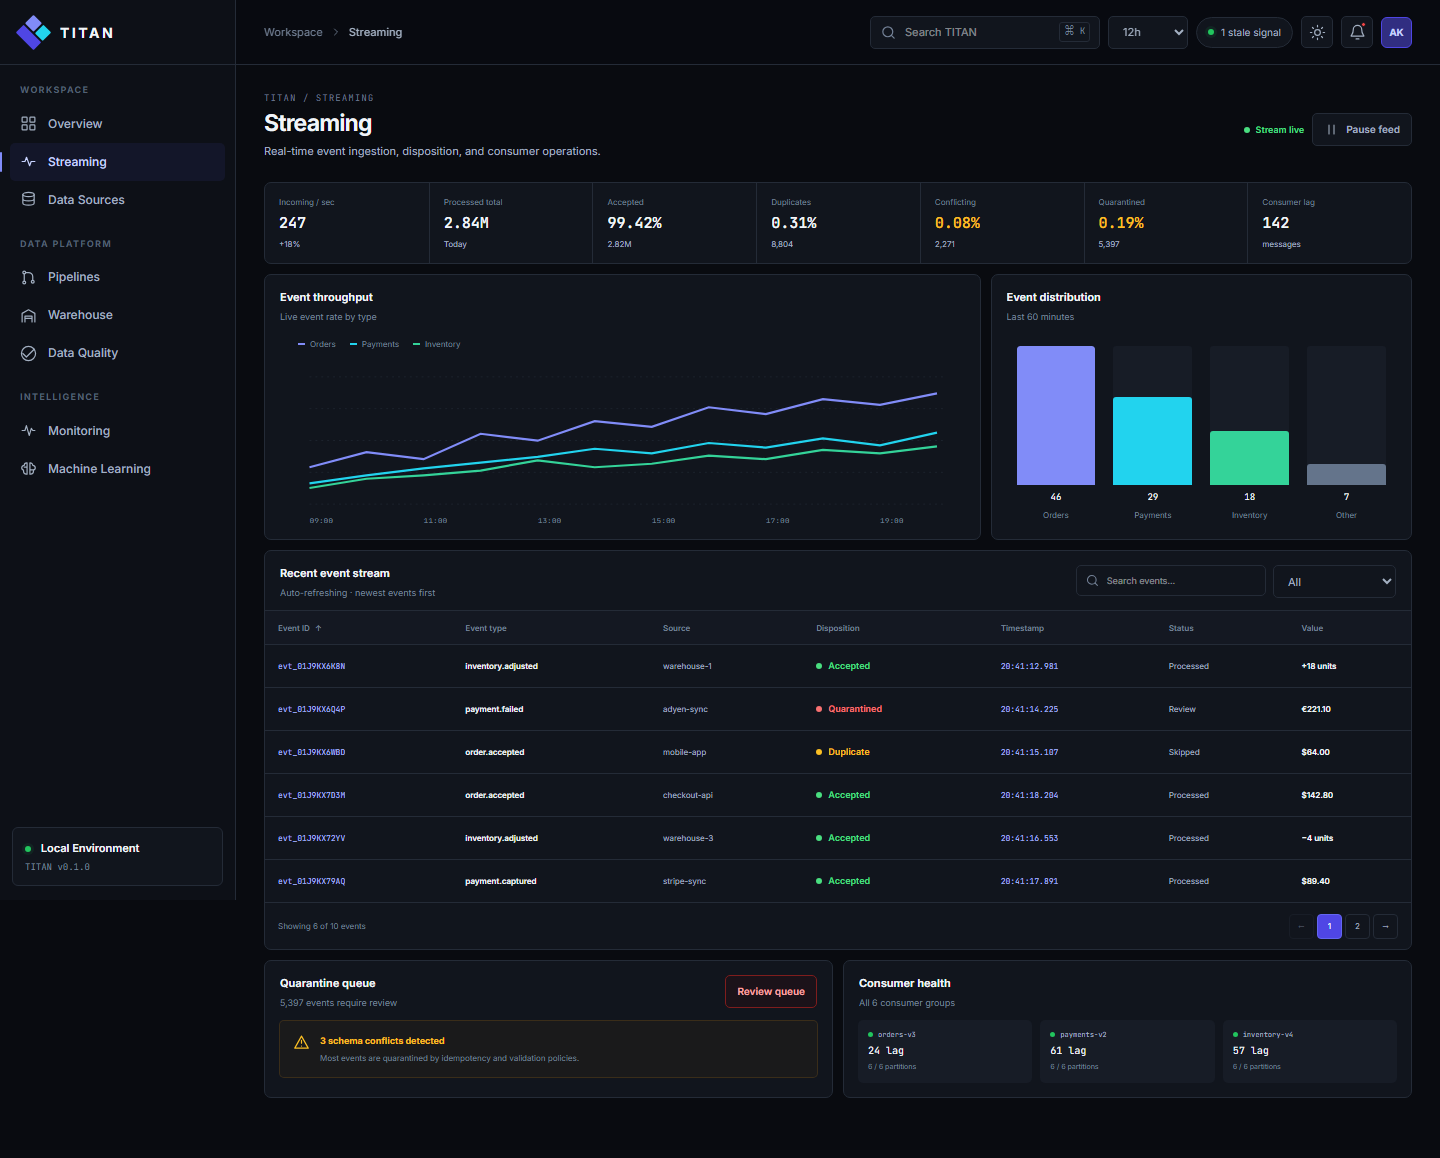 TITAN
Workspace > Streaming
Search TITAN
⌘ K
12h
1 stale signal
AK
WORKSPACE
Overview
Streaming
Data Sources
DATA PLATFORM
Pipelines
Warehouse
Data Quality
INTELLIGENCE
Monitoring
Machine Learning
Local Environment
TITAN v0.1.0
TITAN / STREAMING
Streaming
Real-time event ingestion, disposition, and consumer operations.
Stream live
Pause feed
Incoming / sec
247
+18%
Processed total
2.84M
Today
Accepted
99.42%
2.82M
Duplicates
0.31%
8,804
Conflicting
0.08%
2,271
Quarantined
0.19%
5,397
Consumer lag
142
messages
Event throughput
Live event rate by type
Orders Payments Inventory
09:00 11:00 13:00 15:00 17:00 19:00
Event distribution
Last 60 minutes
46 29 18 7
Orders Payments Inventory Other
Recent event stream
Auto-refreshing · newest events first
Search events...
All
Event ID ↑ Event type Source Disposition Timestamp Status Value
evt_01J9KX6K8N inventory.adjusted warehouse-1 Accepted 20:41:12.981 Processed +18 units
evt_01J9KX6Q4P payment.failed adyen-sync Quarantined 20:41:14.225 Review €221.10
evt_01J9KX6WBD order.accepted mobile-app Duplicate 20:41:15.107 Skipped $64.00
evt_01J9KX7D3M order.accepted checkout-api Accepted 20:41:18.204 Processed $142.80
evt_01J9KX72YV inventory.adjusted warehouse-3 Accepted 20:41:16.553 Processed −4 units
evt_01J9KX79AQ payment.captured stripe-sync Accepted 20:41:17.891 Processed $89.40
Showing 6 of 10 events
← 1 2 →
Quarantine queue
5,397 events require review
Review queue
3 schema conflicts detected
Most events are quarantined by idempotency and validation policies.
Consumer health
All 6 consumer groups
orders-v3
24 lag
6 / 6 partitions
payments-v2
61 lag
6 / 6 partitions
inventory-v4
57 lag
6 / 6 partitions